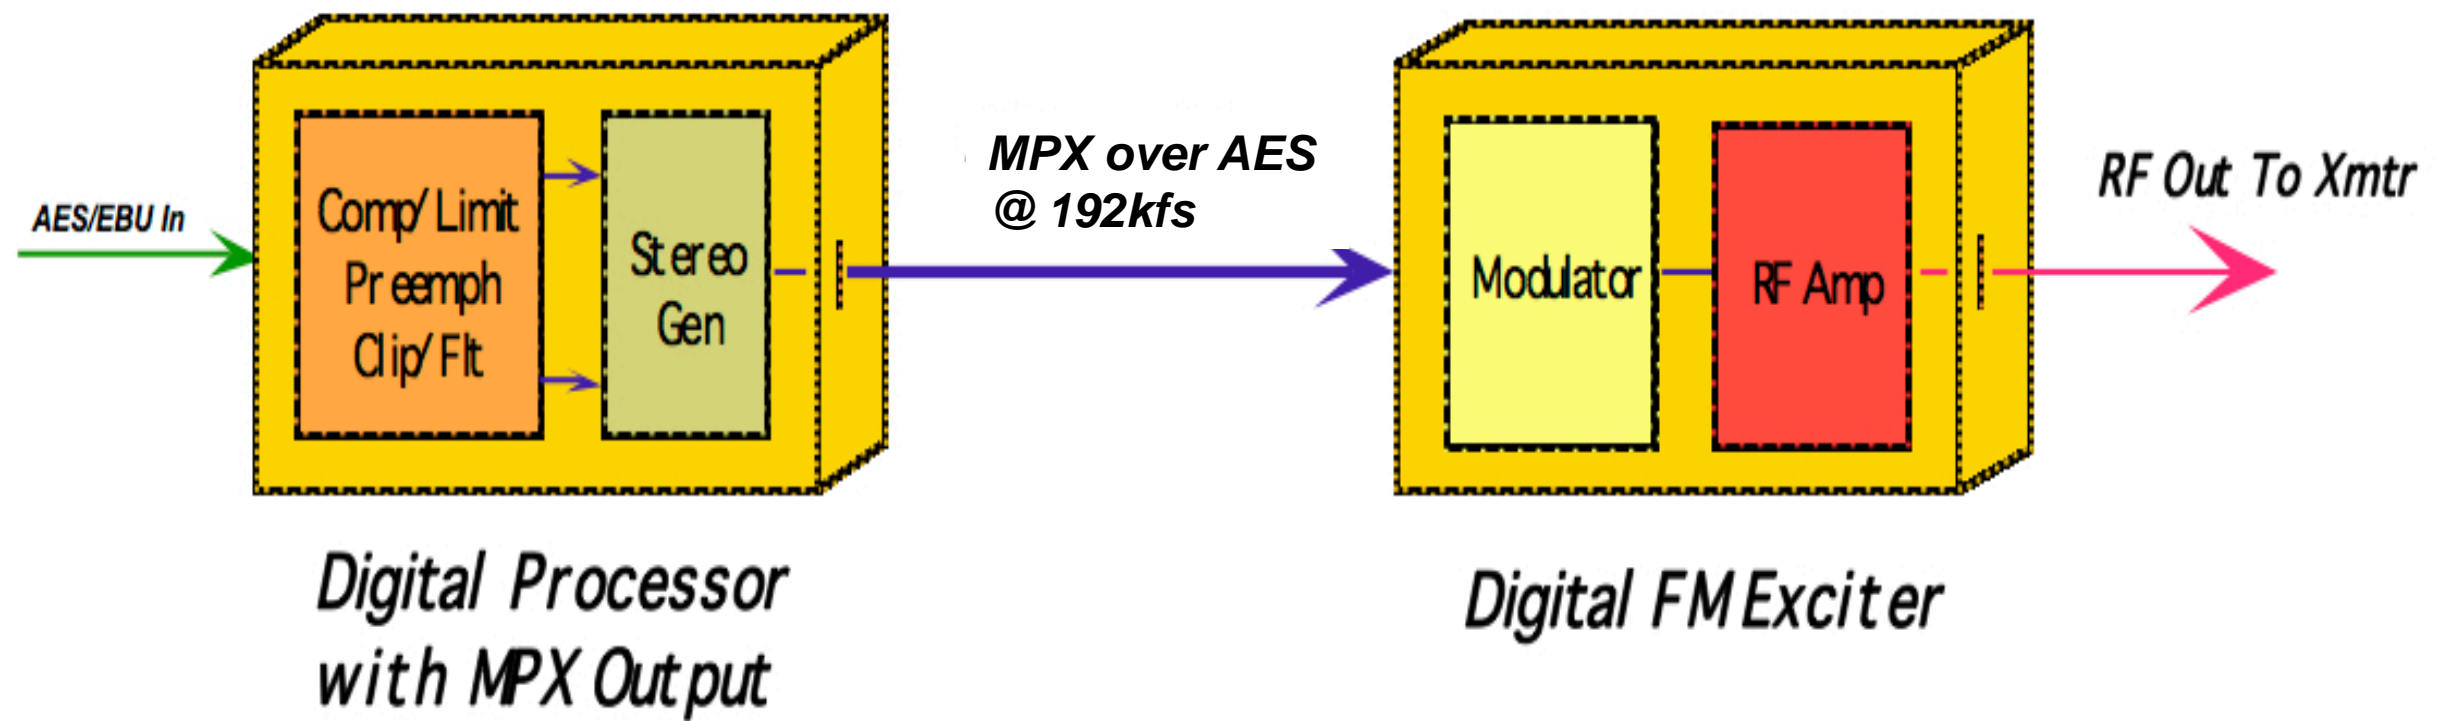 AES/EBU In
Comp/Limit
Preemph
Clip/Flt
Stereo
Gen
MPX over AES
@ 192kfs
Modulator
RF Amp
RF Out To Xmtr
Digital Processor
with MPX Output
Digital FM Exciter